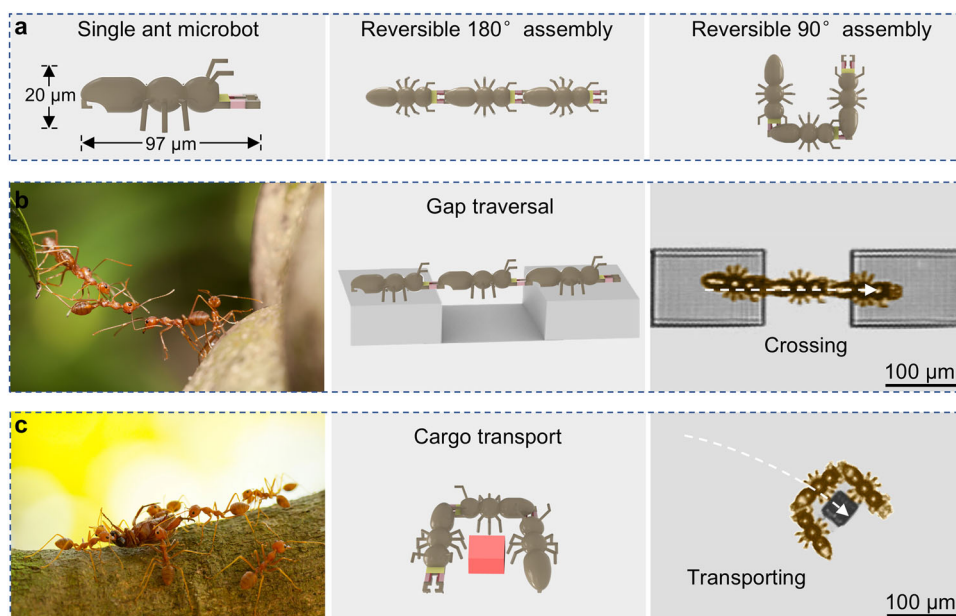 a
Single ant microbot
Reversible 180° assembly
Reversible 90° assembly
20 µm
97 µm
b
Gap traversal
Crossing
100 µm
c
Cargo transport
Transporting
100 µm